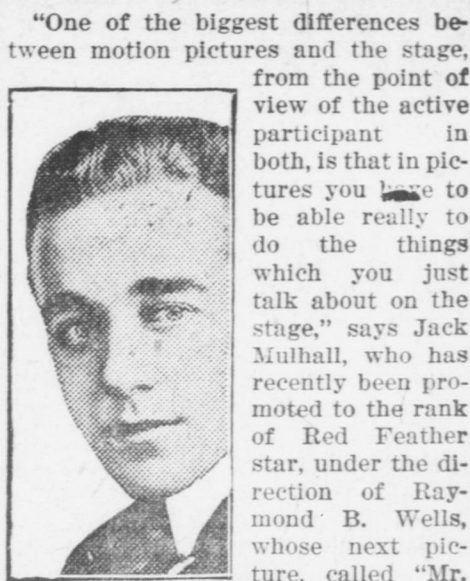 "One of the biggest differences be-
tween motion pictures and the stage,
from the point of
view of the active
participant in
both, is that in pic-
tures you have to
be able really to
do the things
which you just
talk about on the
stage," says Jack
Mulhall, who has
recently been pro-
moted to the rank
of Red Feather
star, under the di-
rection of Ray-
mond B. Wells,
whose next pic-
ture, called "Mr.